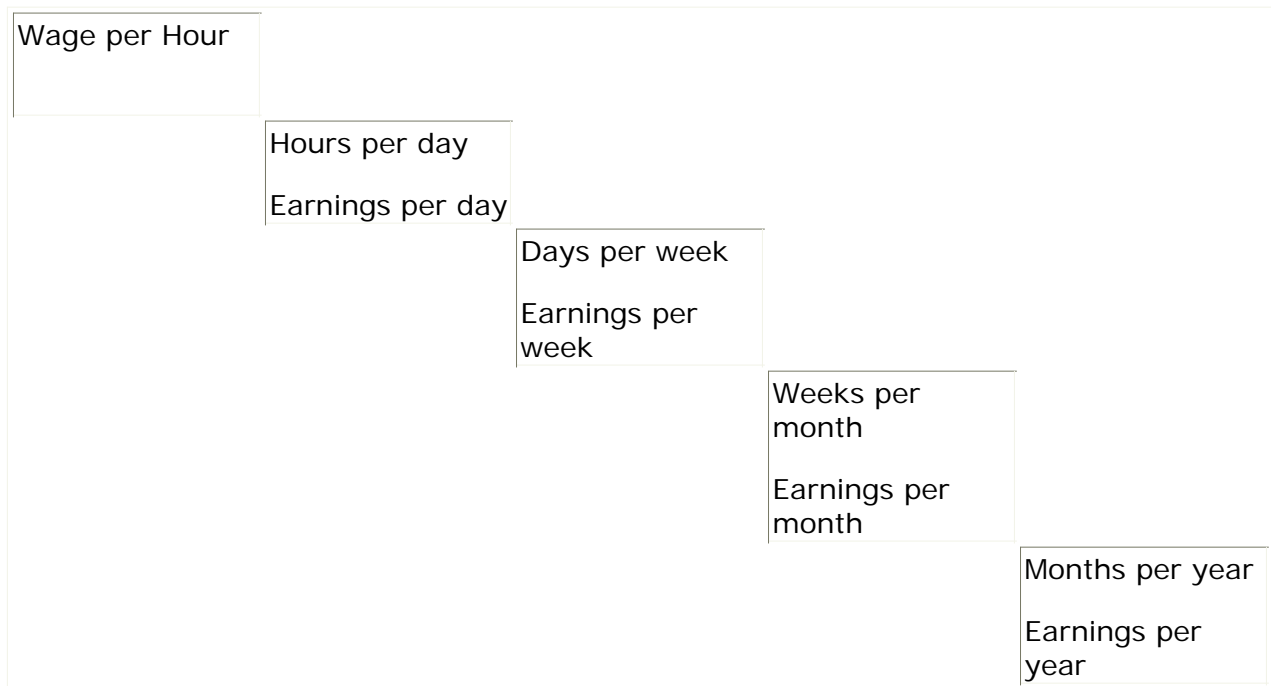 Wage per Hour
Hours per day
Earnings per day
Days per week
Earnings per
week
Weeks per
month
Earnings per
month
Months per year
Earnings per
year